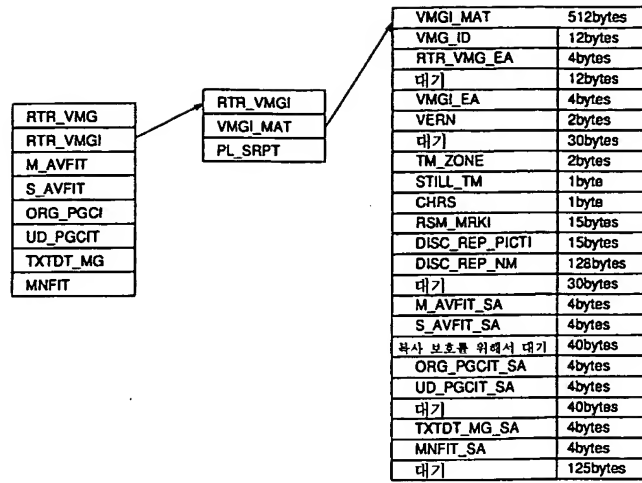 RTR_VMG
RTR_VMGI
M_AVFIT
S_AVFIT
ORG_PGCI
UD_PGCIT
TXTDT_MG
MNFIT
RTR_VMGI
VMGI_MAT
PL_SRPT
VMGI_MAT 512bytes
VMG_ID 12bytes
RTR_VMG_EA 4bytes
대기 12bytes
VMGI_EA 4bytes
VERN 2bytes
대기 30bytes
TM_ZONE 2bytes
STILL_TM 1byte
CHRS 1byte
RSM_MRKI 15bytes
DISC_REP_PICTI 15bytes
DISC_REP_NM 128bytes
대기 30bytes
M_AVFIT_SA 4bytes
S_AVFIT_SA 4bytes
복사 보호를 위해서 대기 40bytes
ORG_PGCIT_SA 4bytes
UD_PGCIT_SA 4bytes
대기 40bytes
TXTDT_MG_SA 4bytes
MNFIT_SA 4bytes
대기 125bytes